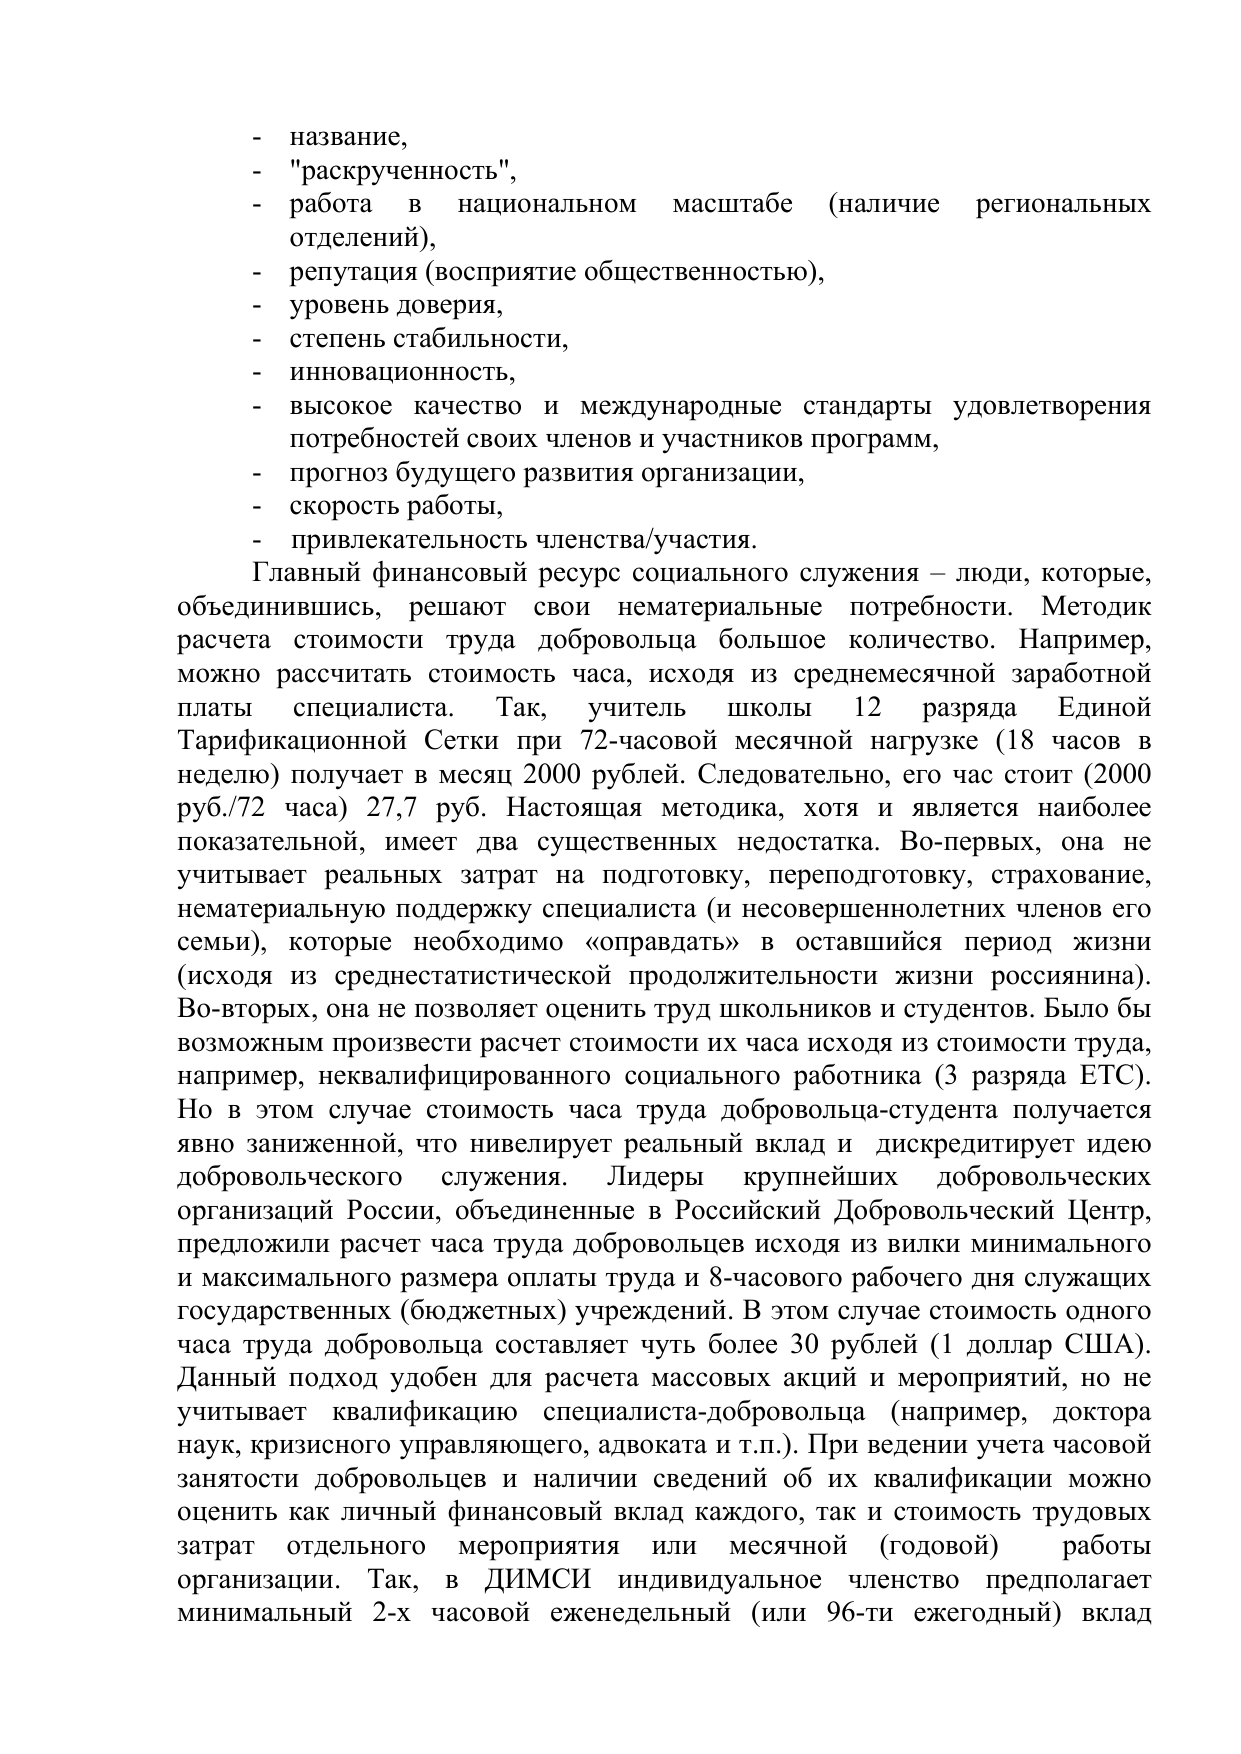 - название,
- "раскрученность",
- работа в национальном масштабе (наличие региональных
отделений),
- репутация (восприятие общественностью),
- уровень доверия,
- степень стабильности,
- инновационность,
- высокое качество и международные стандарты удовлетворения
потребностей своих членов и участников программ,
- прогноз будущего развития организации,
- скорость работы,
- привлекательность членства/участия.
Главный финансовый ресурс социального служения – люди, которые,
объединившись, решают свои нематериальные потребности. Методик
расчета стоимости труда добровольца большое количество. Например,
можно рассчитать стоимость часа, исходя из среднемесячной заработной
платы специалиста. Так, учитель школы 12 разряда Единой
Тарификационной Сетки при 72-часовой месячной нагрузке (18 часов в
неделю) получает в месяц 2000 рублей. Следовательно, его час стоит (2000
руб./72 часа) 27,7 руб. Настоящая методика, хотя и является наиболее
показательной, имеет два существенных недостатка. Во-первых, она не
учитывает реальных затрат на подготовку, переподготовку, страхование,
нематериальную поддержку специалиста (и несовершеннолетних членов его
семьи), которые необходимо «оправдать» в оставшийся период жизни
(исходя из среднестатистической продолжительности жизни россиянина).
Во-вторых, она не позволяет оценить труд школьников и студентов. Было бы
возможным произвести расчет стоимости их часа исходя из стоимости труда,
например, неквалифицированного социального работника (3 разряда ЕТС).
Но в этом случае стоимость часа труда добровольца-студента получается
явно заниженной, что нивелирует реальный вклад и дискредитирует идею
добровольческого служения. Лидеры крупнейших добровольческих
организаций России, объединенные в Российский Добровольческий Центр,
предложили расчет часа труда добровольцев исходя из вилки минимального
и максимального размера оплаты труда и 8-часового рабочего дня служащих
государственных (бюджетных) учреждений. В этом случае стоимость одного
часа труда добровольца составляет чуть более 30 рублей (1 доллар США).
Данный подход удобен для расчета массовых акций и мероприятий, но не
учитывает квалификацию специалиста-добровольца (например, доктора
наук, кризисного управляющего, адвоката и т.п.). При ведении учета часовой
занятости добровольцев и наличии сведений об их квалификации можно
оценить как личный финансовый вклад каждого, так и стоимость трудовых
затрат отдельного мероприятия или месячной (годовой) работы
организации. Так, в ДИМСИ индивидуальное членство предполагает
минимальный 2-х часовой еженедельный (или 96-ти ежегодный) вклад